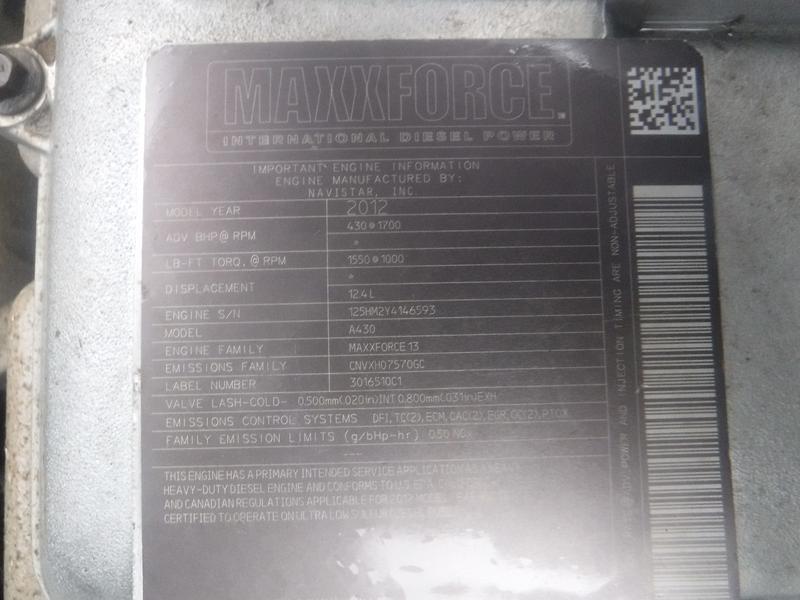 MAXXFORCE
INTERNATIONAL DIESEL POWER
IMPORTANT ENGINE INFORMATION
ENGINE MANUFACTURED BY:
NAVISTAR, INC.
MODEL YEAR 2012
ADV BHP@ RPM 430@1700
*
LB-FT TORQ.@ RPM 1550@1000
*
DISPLACEMENT 12.4L
ENGINE S/N 125HM2Y4146593
MODEL A430
ENGINE FAMILY MAXXFORCE 13
EMISSIONS FAMILY CNVXH07570GC
LABEL NUMBER 3016510C1
VALVE LASH-COLD- 0.500mm(.020in)INT 0.800mm(.031in)EXH
EMISSIONS CONTROL SYSTEMS DFI,TC(2),ECM,CAC(2),EGR,OC(2),PTOX
FAMILY EMISSION LIMITS (g/bHp-hr) 0.50 NOx
---
THIS ENGINE HAS A PRIMARY INTENDED SERVICE APPLICATION AS A HEAVY
HEAVY-DUTY DIESEL ENGINE AND CONFORMS TO U.S. EPA
AND CANADIAN REGULATIONS APPLICABLE FOR 2012 MODEL
CERTIFIED TO OPERATE ON ULTRA LOW SULFUR DIESEL FUEL
ADV POWER AND INJECTION TIMING ARE NON-ADJUSTABLE